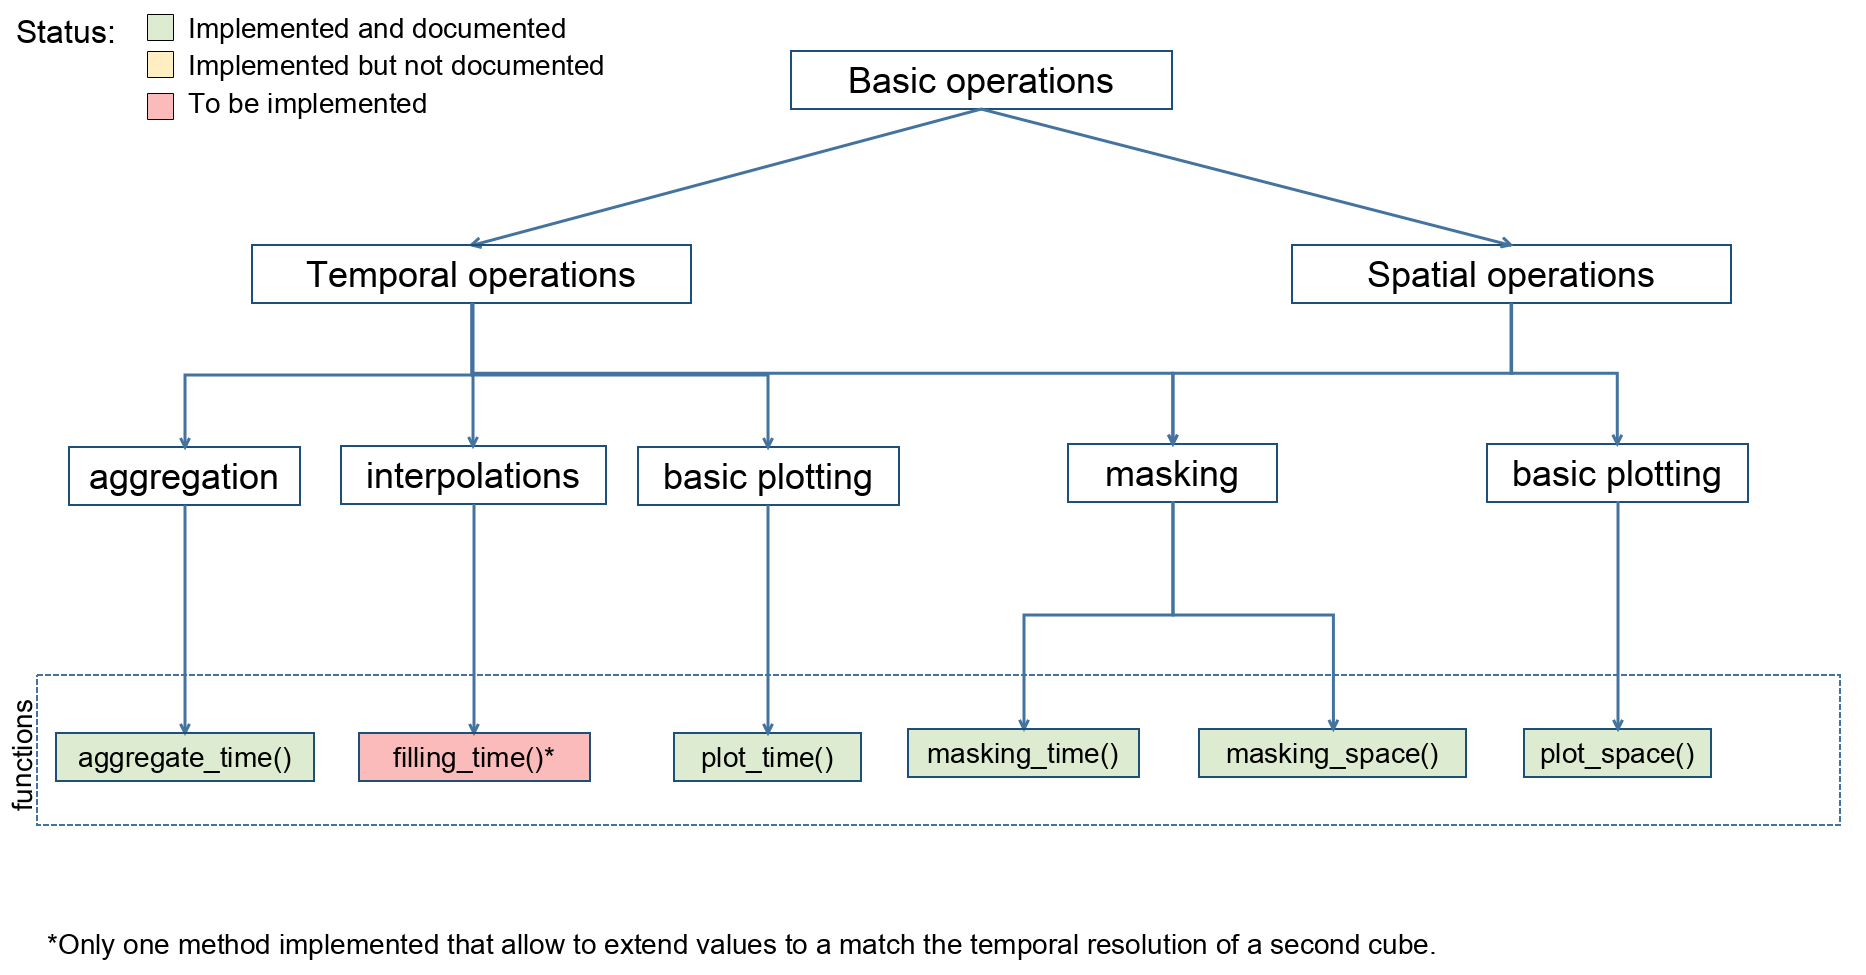 Status:
Implemented and documented
Implemented but not documented
To be implemented
Basic operations
Temporal operations
Spatial operations
aggregation
interpolations
basic plotting
masking
basic plotting
functions
aggregate_time()
filling_time()*
plot_time()
masking_time()
masking_space()
plot_space()
*Only one method implemented that allow to extend values to a match the temporal resolution of a second cube.